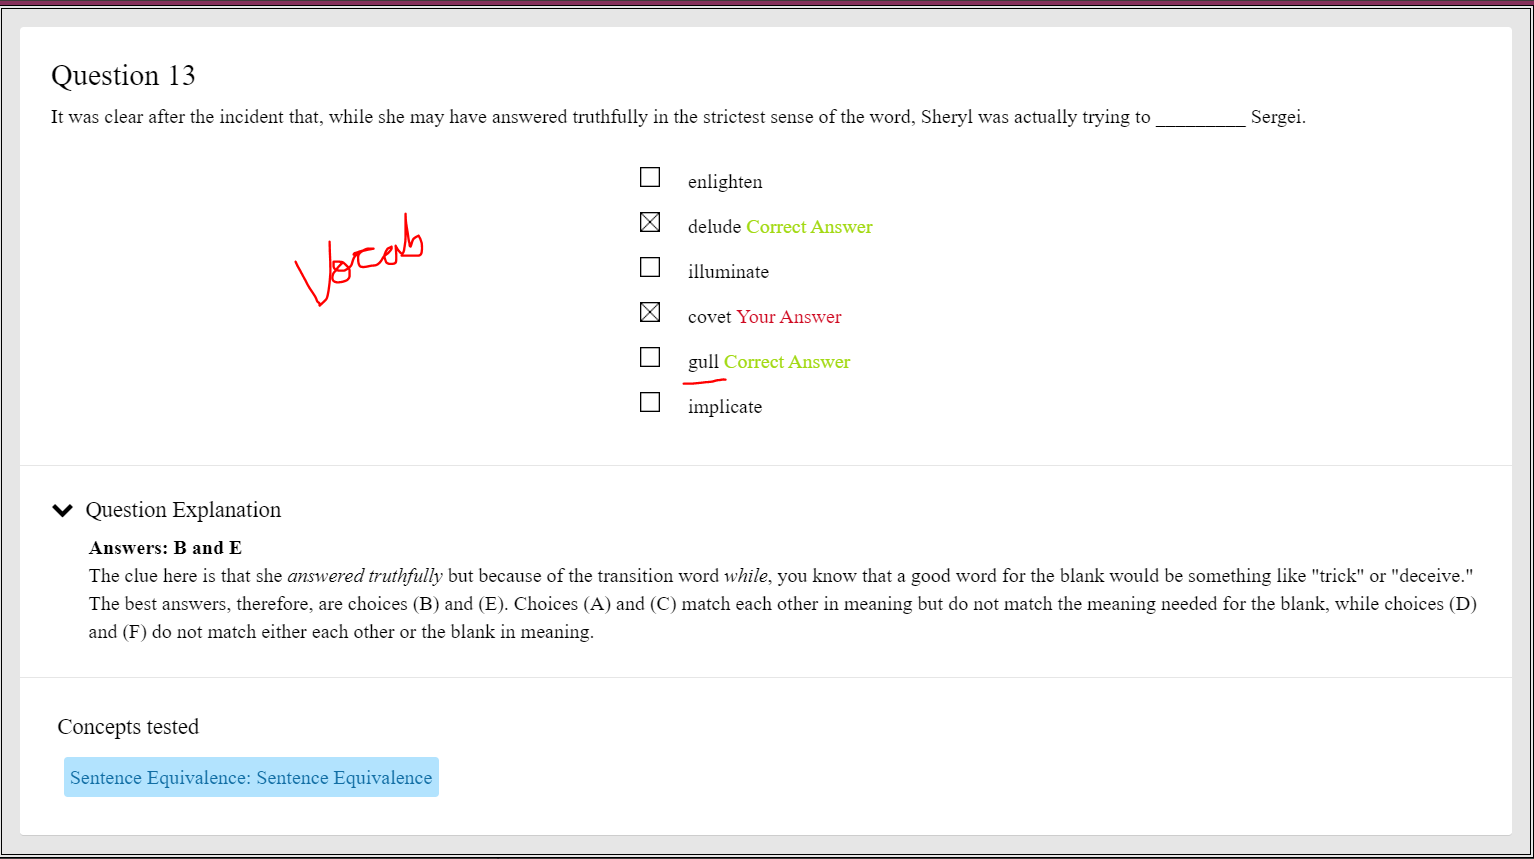 Question 13
It was clear after the incident that, while she may have answered truthfully in the strictest sense of the word, Sheryl was actually trying to _________ Sergei.
enlighten
delude Correct Answer
illuminate
Vocab
covet Your Answer
gull Correct Answer
implicate
Question Explanation
Answers: B and E
The clue here is that she answered truthfully but because of the transition word while, you know that a good word for the blank would be something like "trick" or "deceive."
The best answers, therefore, are choices (B) and (E). Choices (A) and (C) match each other in meaning but do not match the meaning needed for the blank, while choices (D)
and (F) do not match either each other or the blank in meaning.
Concepts tested
Sentence Equivalence: Sentence Equivalence